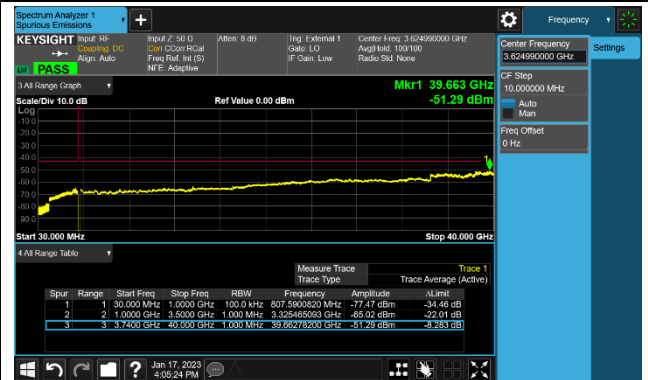 Spectrum Analyzer 1
Spurious Emissions
Frequency
KEYSIGHT Input: RF
Coupling: DC
Align: Auto
Input Z: 50 Ω
Corr CCorr RCal
Freq Ref: Int (S)
NFE: Adaptive
Atten: 8 dB
Trig: External 1
Gate: LO
IF Gain: Low
Center Freq: 3.624990000 GHz
Avg|Hold: 100/100
Radio Std: None
PASS
Center Frequency
3.624990000 GHz
Settings
CF Step
10.000000 MHz
Auto
Man
Freq Offset
0 Hz
3 All Range Graph
Mkr1 39.663 GHz
Scale/Div 10.0 dB
Ref Value 0.00 dBm
-51.29 dBm
Log
-10.0
-20.0
-30.0
-40.0
-50.0
-60.0
-70.0
-80.0
-90.0
1
Start 30.000 MHz
Stop 40.000 GHz
4 All Range Table
Measure Trace Trace 1
Trace Type Trace Average (Active)
Spur Range Start Freq Stop Freq RBW Frequency Amplitude ΔLimit
1 1 30.000 MHz 1.0000 GHz 100.0 kHz 807.5900820 MHz -77.47 dBm -34.46 dB
2 2 1.0000 GHz 3.5000 GHz 1.000 MHz 3.325465093 GHz -65.02 dBm -22.01 dB
3 3 3.7400 GHz 40.000 GHz 1.000 MHz 39.66278200 GHz -51.29 dBm -8.283 dB
?
Jan 17, 2023
4:05:24 PM